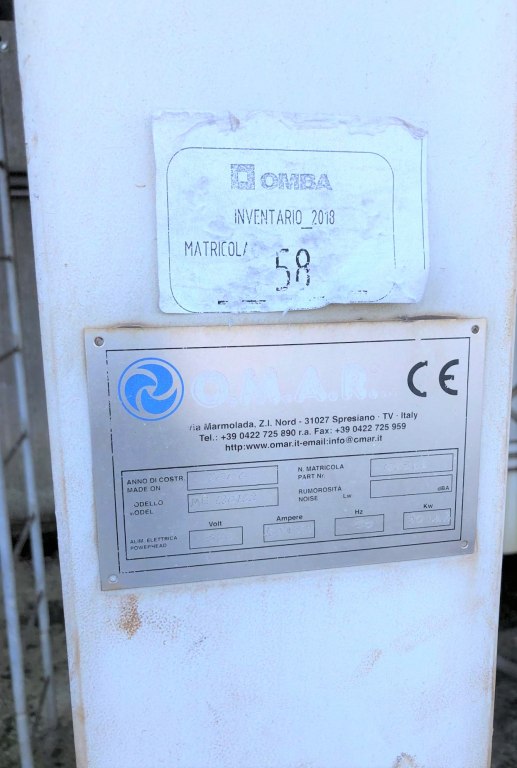 OMBA
INVENTARIO_2018
MATRICOLA
58
O.M.A.R.
CE
Via Marmolada, Z.I. Nord - 31027 Spresiano - TV - Italy
Tel.: +39 0422 725 890 r.a. Fax: +39 0422 725 959
http:www.omar.it-email:info@omar.it
ANNO DI COSTR.
MADE ON
N. MATRICOLA
PART Nr.
MODELLO
MODEL
RUMOROSITA
NOISE Lw dBA
Volt Ampere Hz Kw
ALIM. ELETTRICA
POWERHEAD